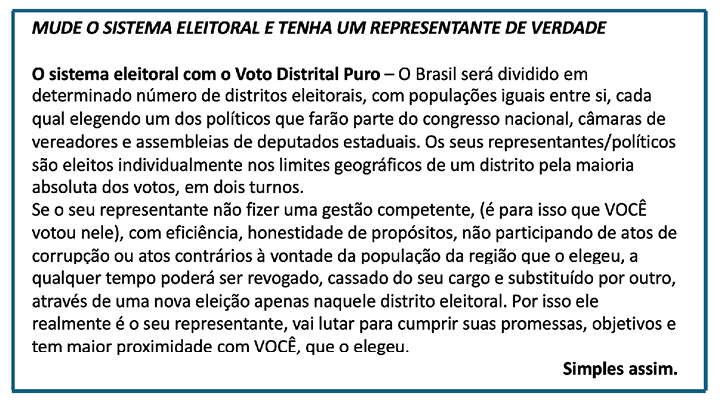 MUDE O SISTEMA ELEITORAL E TENHA UM REPRESENTANTE DE VERDADE
O sistema eleitoral com o Voto Distrital Puro – O Brasil será dividido em
determinado número de distritos eleitorais, com populações iguais entre si, cada
qual elegendo um dos políticos que farão parte do congresso nacional, câmaras de
vereadores e assembleias de deputados estaduais. Os seus representantes/políticos
são eleitos individualmente nos limites geográficos de um distrito pela maioria
absoluta dos votos, em dois turnos.
Se o seu representante não fizer uma gestão competente, (é para isso que VOCÊ
votou nele), com eficiência, honestidade de propósitos, não participando de atos de
corrupção ou atos contrários à vontade da população da região que o elegeu, a
qualquer tempo poderá ser revogado, cassado do seu cargo e substituído por outro,
através de uma nova eleição apenas naquele distrito eleitoral. Por isso ele
realmente é o seu representante, vai lutar para cumprir suas promessas, objetivos e
tem maior proximidade com VOCÊ, que o elegeu.
Simples assim.